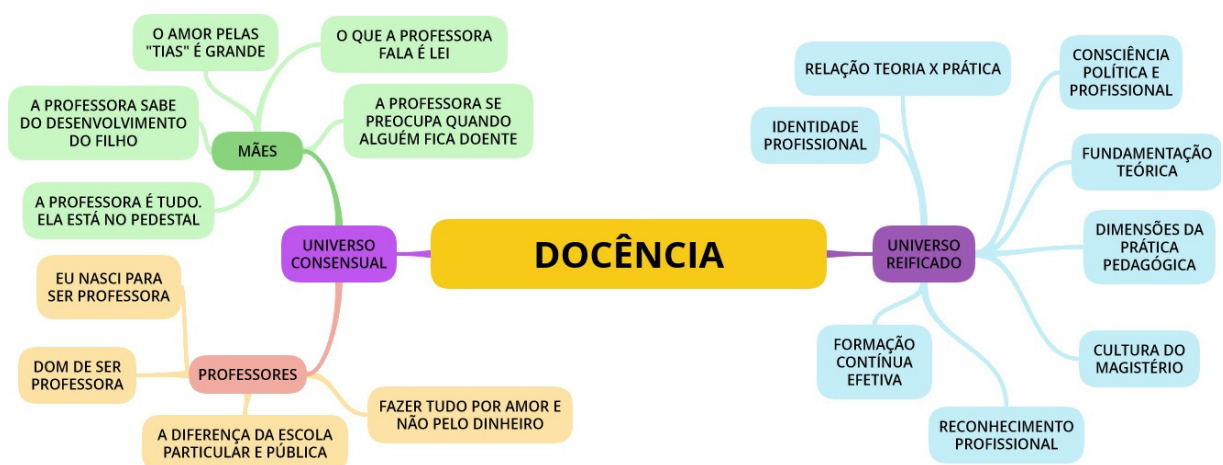 DOCÊNCIA
UNIVERSO
CONSENSUAL
MÃES
O AMOR PELAS
"TIAS" É GRANDE
O QUE A PROFESSORA
FALA É LEI
A PROFESSORA SABE
DO DESENVOLVIMENTO
DO FILHO
A PROFESSORA SE
PREOCUPA QUANDO
ALGUÉM FICA DOENTE
A PROFESSORA É TUDO.
ELA ESTÁ NO PEDESTAL
PROFESSORES
EU NASCI PARA
SER PROFESSORA
DOM DE SER
PROFESSORA
A DIFERENÇA DA ESCOLA
PARTICULAR E PÚBLICA
FAZER TUDO POR AMOR E
NÃO PELO DINHEIRO
UNIVERSO
REIFICADO
RELAÇÃO TEORIA X PRÁTICA
IDENTIDADE
PROFISSIONAL
CONSCIÊNCIA
POLÍTICA E
PROFISSIONAL
FUNDAMENTAÇÃO
TEÓRICA
DIMENSÕES DA
PRÁTICA
PEDAGÓGICA
CULTURA DO
MAGISTÉRIO
FORMAÇÃO
CONTÍNUA
EFETIVA
RECONHECIMENTO
PROFISSIONAL